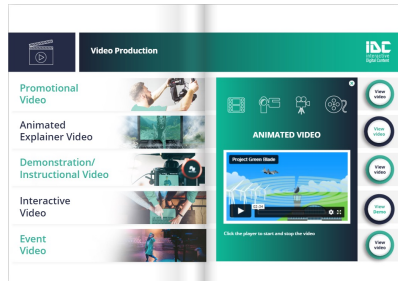 Video Production
IDC
Interactive
Digital Content
Promotional
Video
Animated
Explainer Video
Demonstration/
Instructional Video
Interactive
Video
Event
Video
ANIMATED VIDEO
Project Green Blade
02:24
Click the player to start and stop the video
View
video
View
video
View
video
View
Demo
View
video